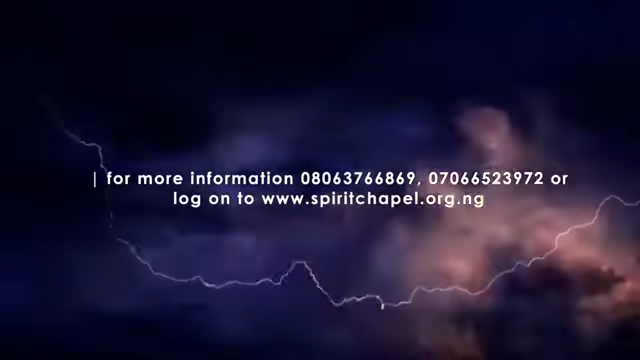 | for more information 08063766869, 07066523972 or
log on to www.spiritchapel.org.ng